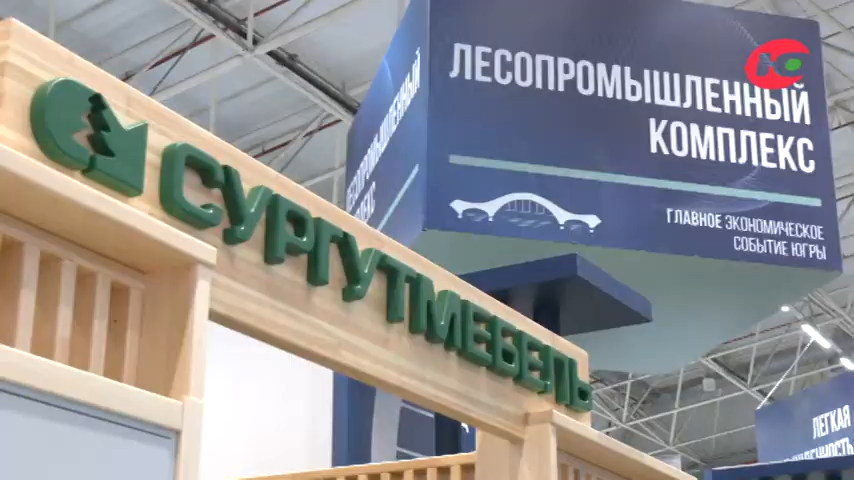 СУРГУТМЕБЕЛЬ
ЛЕСОПРОМЫШЛЕННЫЙ
КОМПЛЕКС
ГЛАВНОЕ ЭКОНОМИЧЕСКОЕ
СОБЫТИЕ ЮГРЫ
ЛЕСОПРОМЫШЛЕННЫЙ
ЛЕГКАЯ